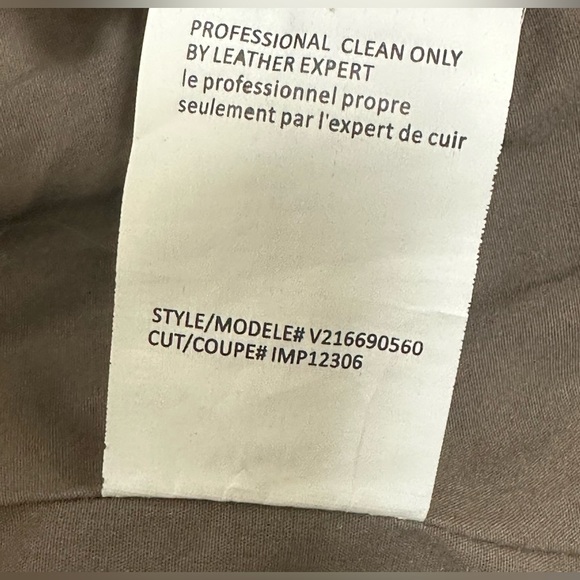 PROFESSIONAL CLEAN ONLY
BY LEATHER EXPERT
le professionnel propre
seulement par l'expert de cuir
STYLE/MODELE# V216690560
CUT/COUPE# IMP12306